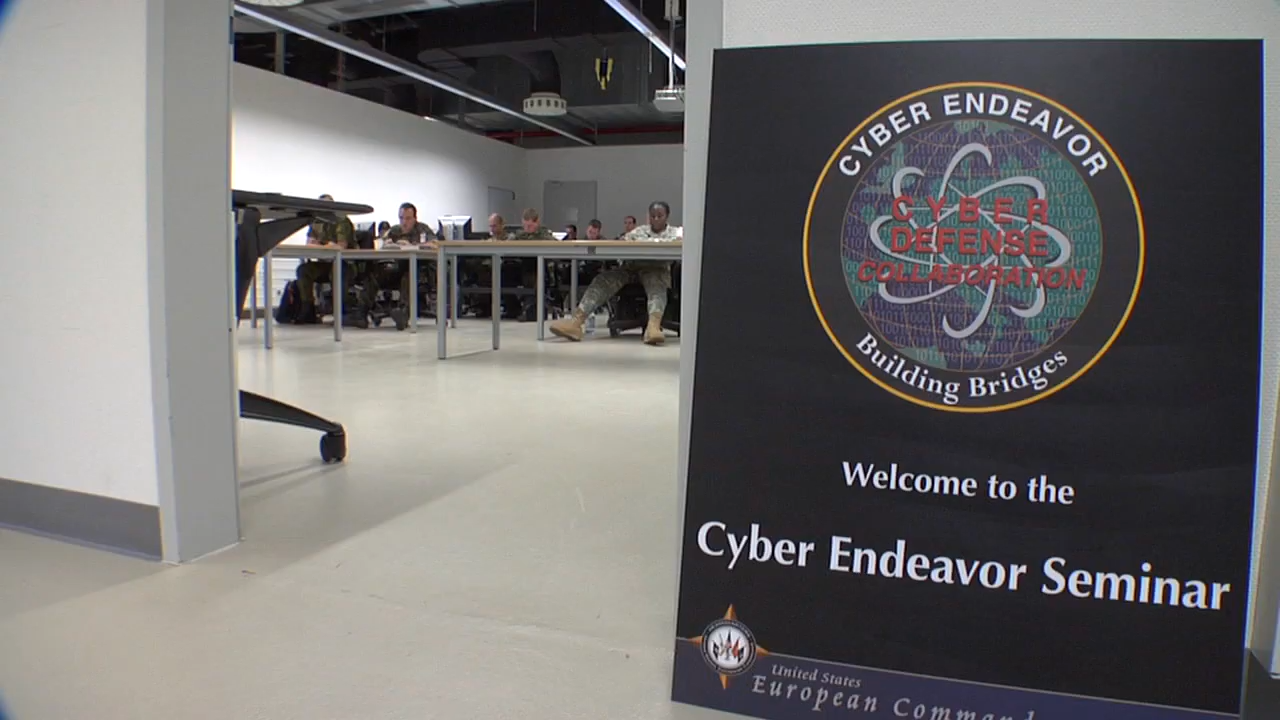 CYBER ENDEAVOR
CYBER
DEFENSE
COLLABORATION
Building Bridges
Welcome to the
Cyber Endeavor Seminar
United States
European Command